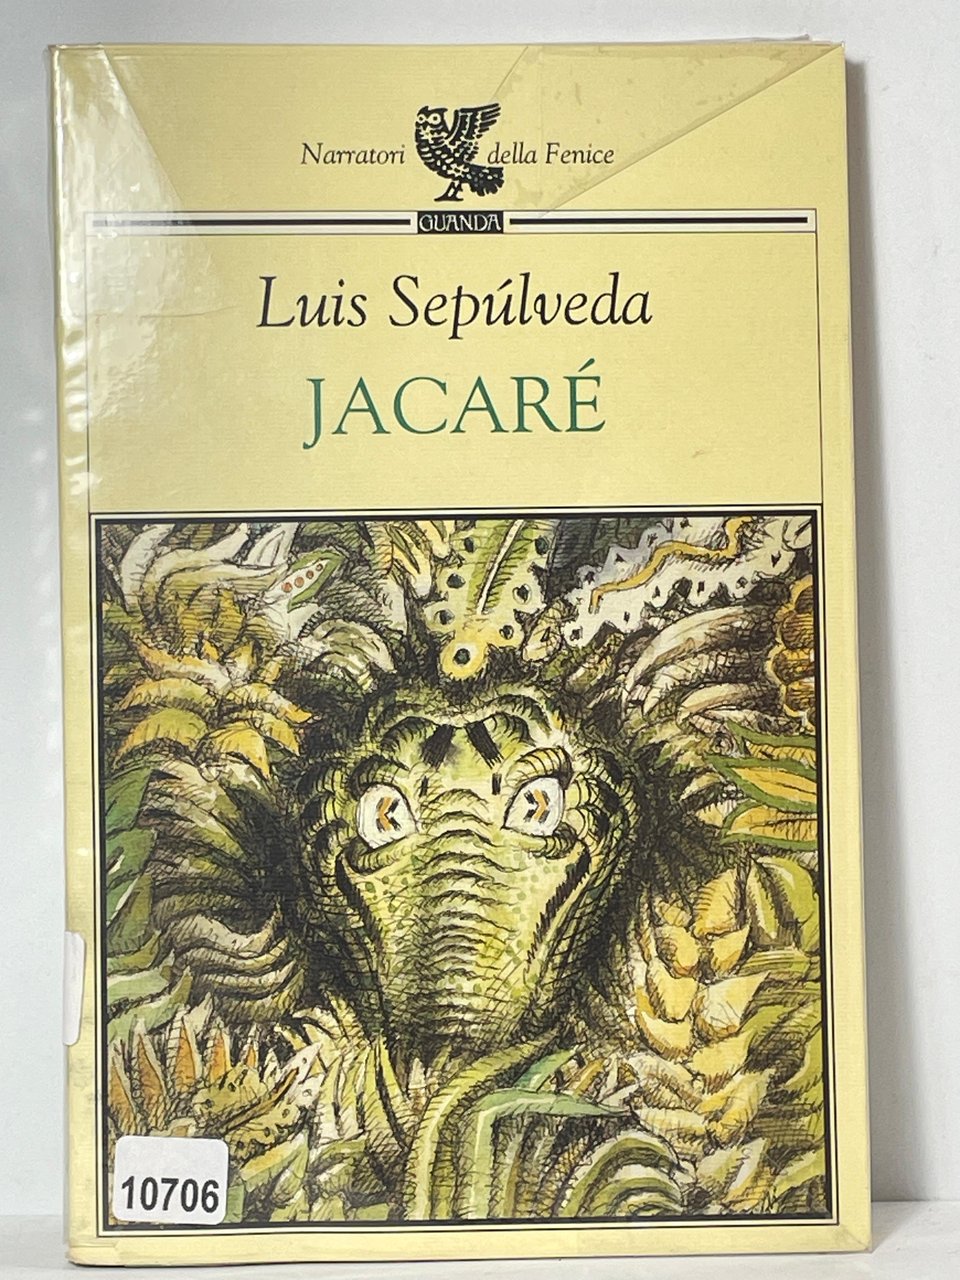 Narratori della Fenice
GUANDA
Luis Sepúlveda
JACARÉ
10706